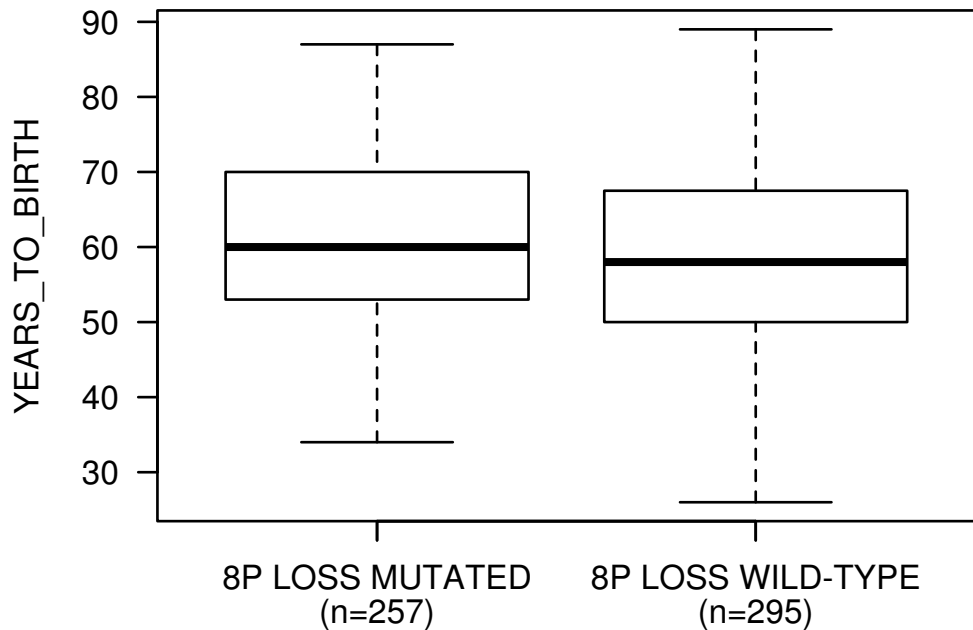 YEARS_TO_BIRTH
90
80
70
60
50
40
30
8P LOSS MUTATED
(n=257)
8P LOSS WILD-TYPE
(n=295)